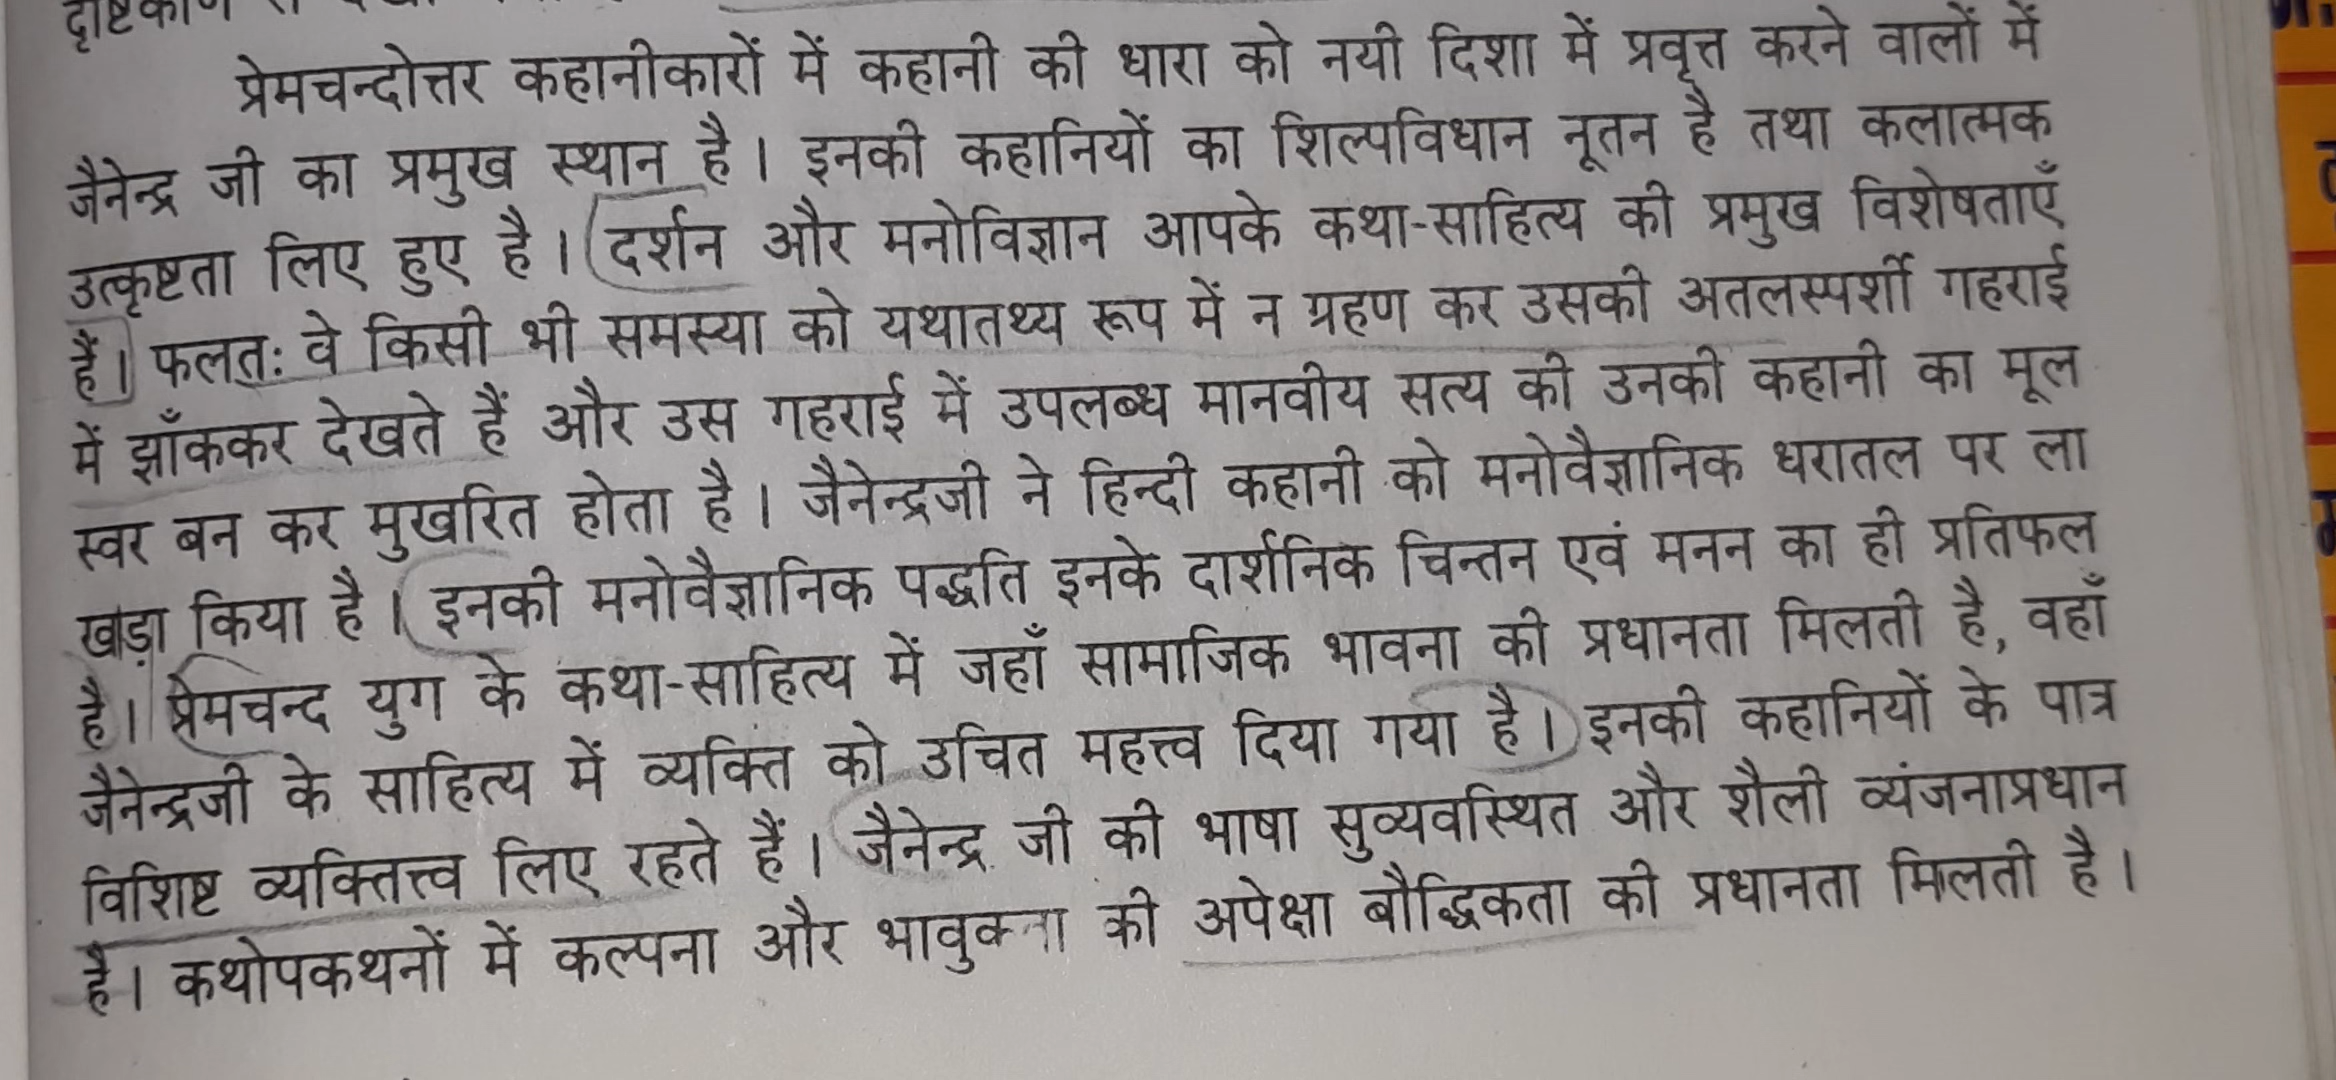 प्रेमचन्दोत्तर कहानीकारों में कहानी की धारा को नयी दिशा में प्रवृत्त करने वालों में
जैनेन्द्र जी का प्रमुख स्थान है। इनकी कहानियों का शिल्पविधान नूतन है तथा कलात्मक
उत्कृष्टता लिए हुए है। दर्शन और मनोविज्ञान आपके कथा-साहित्य की प्रमुख विशेषताएँ
हैं। फलत: वे किसी भी समस्या को यथातथ्य रूप में न ग्रहण कर उसकी अतलस्पर्शी गहराई
में झाँककर देखते हैं और उस गहराई में उपलब्ध मानवीय सत्य की उनकी कहानी का मूल
स्वर बन कर मुखरित होता है। जैनेन्द्रजी ने हिन्दी कहानी को मनोवैज्ञानिक धरातल पर ला
खड़ा किया है। इनकी मनोवैज्ञानिक पद्धति इनके दार्शनिक चिन्तन एवं मनन का ही प्रतिफल
है। प्रेमचन्द युग के कथा-साहित्य में जहाँ सामाजिक भावना की प्रधानता मिलती है, वहाँ
जैनेन्द्रजी के साहित्य में व्यक्ति को उचित महत्त्व दिया गया है। इनकी कहानियों के पात्र
विशिष्ट व्यक्तित्त्व लिए रहते हैं। जैनेन्द्र जी की भाषा सुव्यवस्थित और शैली व्यंजनाप्रधान
है। कथोपकथनों में कल्पना और भावुकता की अपेक्षा बौद्धिकता की प्रधानता मिलती है।